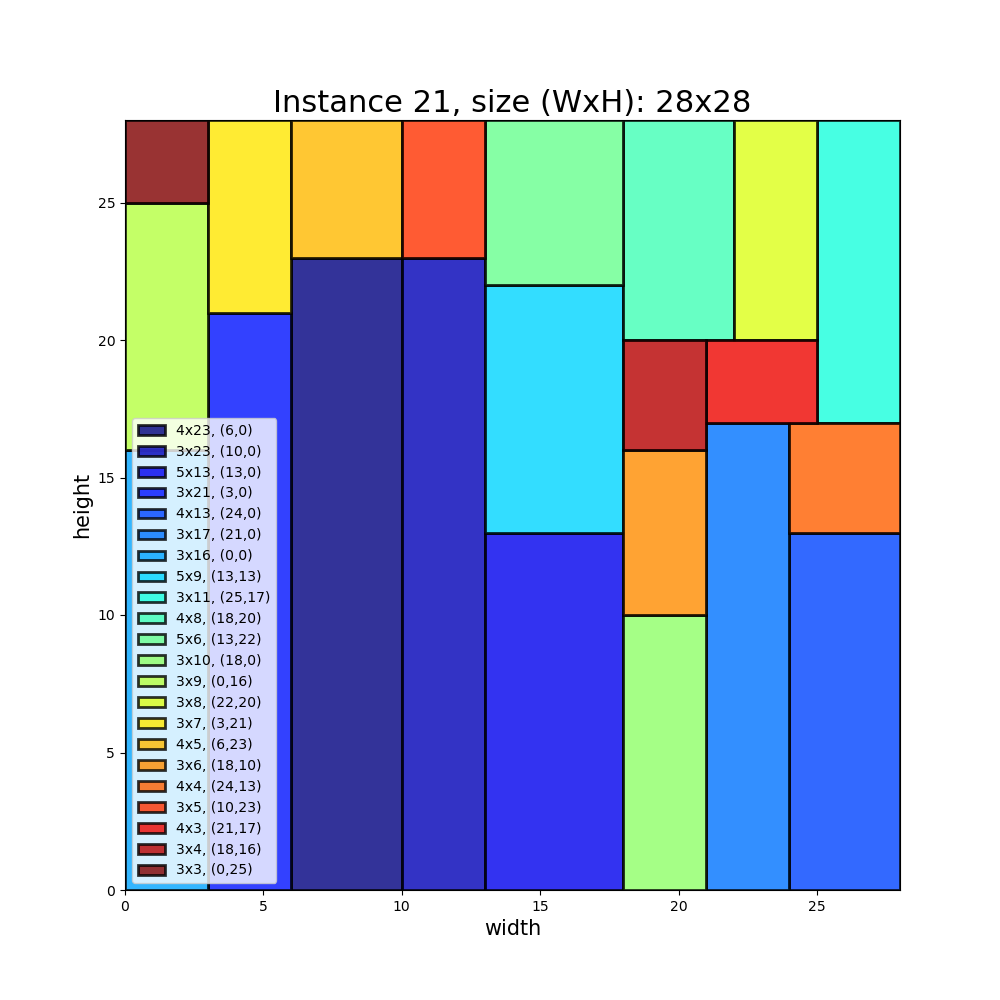 Instance 21, size (WxH): 28x28
height
25
20
15
10
5
0
4x23, (6,0)
3x23, (10,0)
5x13, (13,0)
3x21, (3,0)
4x13, (24,0)
3x17, (21,0)
3x16, (0,0)
5x9, (13,13)
3x11, (25,17)
4x8, (18,20)
5x6, (13,22)
3x10, (18,0)
3x9, (0,16)
3x8, (22,20)
3x7, (3,21)
4x5, (6,23)
3x6, (18,10)
4x4, (24,13)
3x5, (10,23)
4x3, (21,17)
3x4, (18,16)
3x3, (0,25)
0 5 10 15 20 25
width